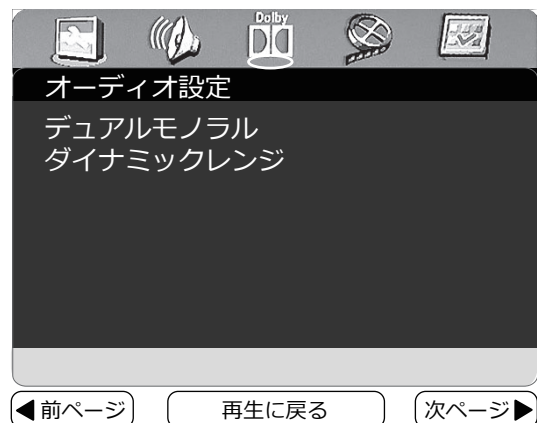 Dolby
オーディオ設定
デュアルモノラル
ダイナミックレンジ
◀前ページ
再生に戻る
次ページ▶